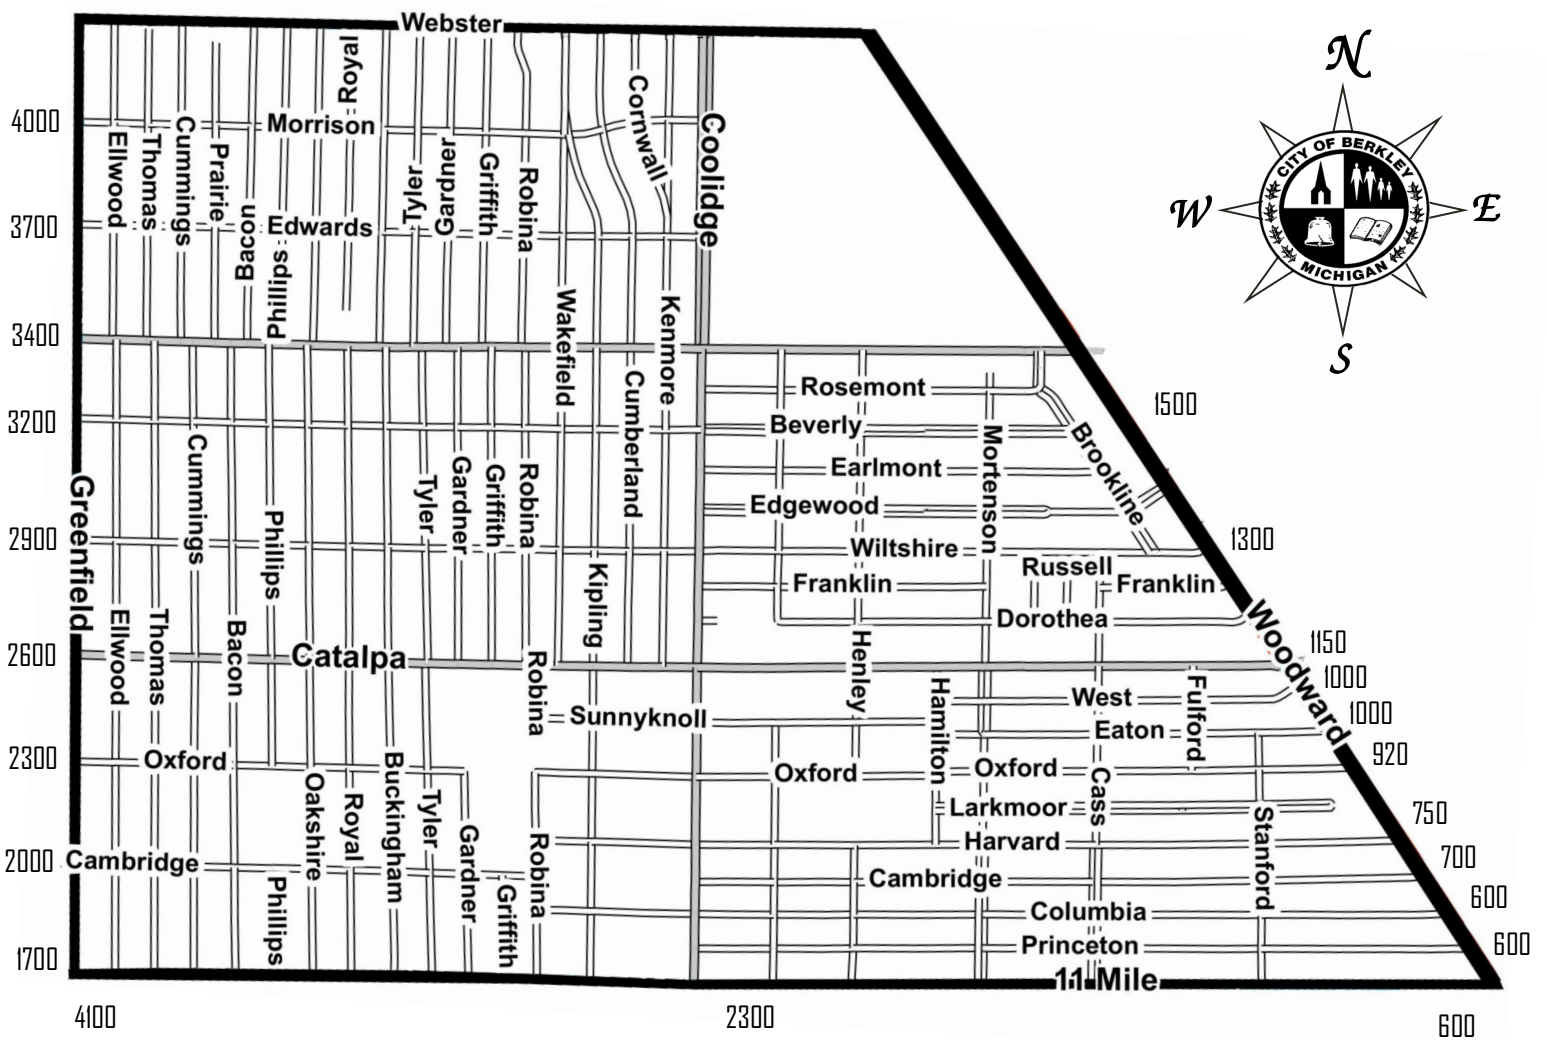 Webster
N
Royal
Cornwall
4000
Morrison
Coolidge
CITY OF BERKLEY
MICHIGAN
W
E
S
Ellwood
Thomas
Cummings
Prairie
Bacon
Phillips
Tyler
Gardner
Griffith
Robina
3700
Edwards
Wakefield
Kenmore
3400
Rosemont
1500
Cumberland
3200
Beverly
Mortenson
Brookline
Cummings
Earlmont
Greenfield
Phillips
Tyler
Gardner
Griffith
Robina
Edgewood
2900
Wiltshire
1300
Kipling
Russell
Franklin
Franklin
Dorothea
Woodward
Ellwood
Thomas
Bacon
1150
2600
Catalpa
Robina
Henley
Hamilton
1000
West
Fulford
Sunnyknoll
1000
Eaton
2300
Oxford
Buckingham
Oxford
Oxford
920
Oakshire
Royal
Tyler
Cass
Larkmoor
Stanford
750
Gardner
Robina
Harvard
2000
Cambridge
700
Phillips
Griffith
Cambridge
600
Columbia
1700
Princeton
600
11 Mile
4100
2300
600